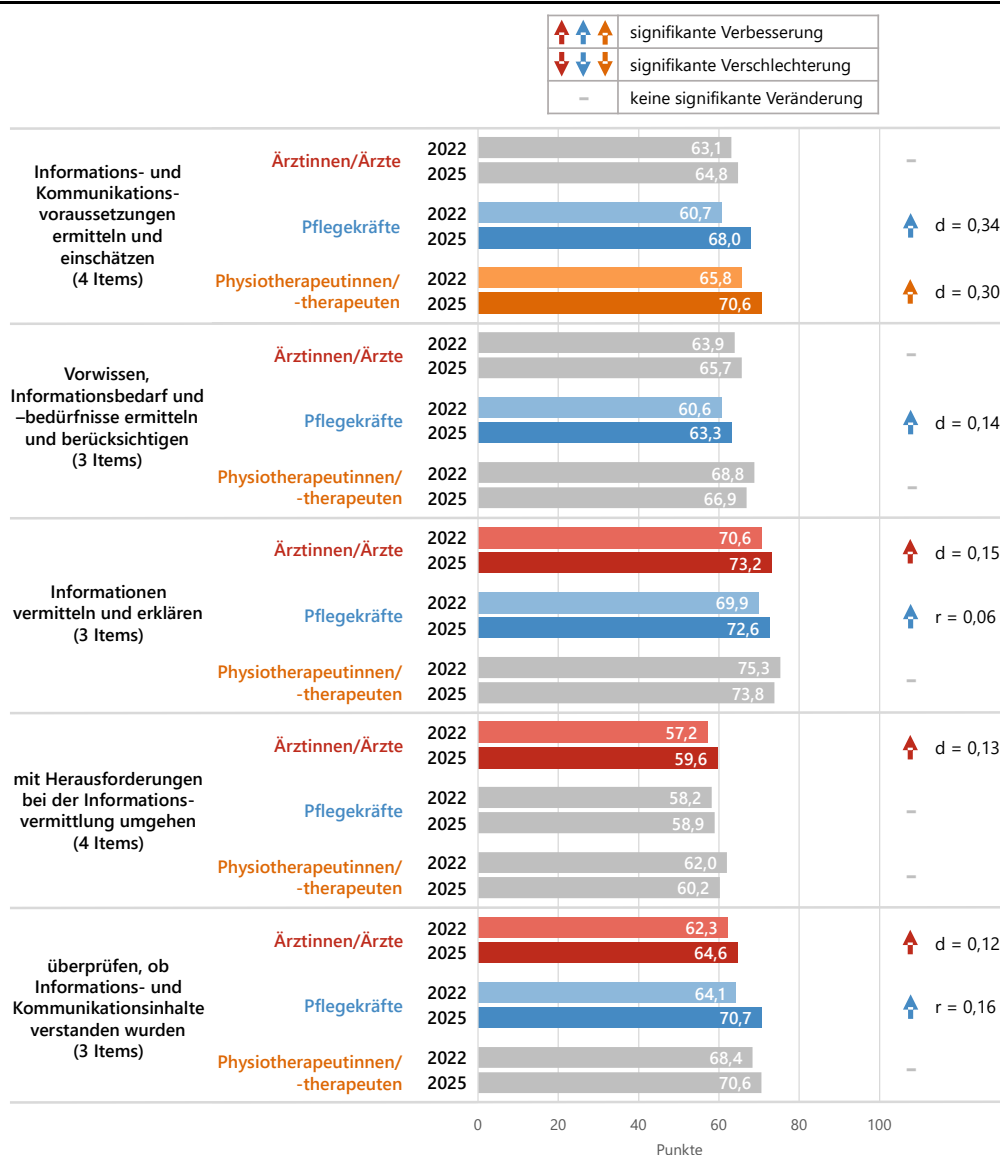 signifikante Verbesserung
signifikante Verschlechterung
– keine signifikante Veränderung
Informations- und
Kommunikations-
voraussetzungen
ermitteln und
einschätzen
(4 Items)
Ärztinnen/Ärzte
2022 63,1
2025 64,8
–
Pflegekräfte
2022 60,7
2025 68,0
d = 0,34
Physiotherapeutinnen/
-therapeuten
2022 65,8
2025 70,6
d = 0,30
Vorwissen,
Informationsbedarf und
–bedürfnisse ermitteln
und berücksichtigen
(3 Items)
Ärztinnen/Ärzte
2022 63,9
2025 65,7
–
Pflegekräfte
2022 60,6
2025 63,3
d = 0,14
Physiotherapeutinnen/
-therapeuten
2022 68,8
2025 66,9
–
Informationen
vermitteln und erklären
(3 Items)
Ärztinnen/Ärzte
2022 70,6
2025 73,2
d = 0,15
Pflegekräfte
2022 69,9
2025 72,6
r = 0,06
Physiotherapeutinnen/
-therapeuten
2022 75,3
2025 73,8
–
mit Herausforderungen
bei der Informations-
vermittlung umgehen
(4 Items)
Ärztinnen/Ärzte
2022 57,2
2025 59,6
d = 0,13
Pflegekräfte
2022 58,2
2025 58,9
–
Physiotherapeutinnen/
-therapeuten
2022 62,0
2025 60,2
–
überprüfen, ob
Informations- und
Kommunikationsinhalte
verstanden wurden
(3 Items)
Ärztinnen/Ärzte
2022 62,3
2025 64,6
d = 0,12
Pflegekräfte
2022 64,1
2025 70,7
r = 0,16
Physiotherapeutinnen/
-therapeuten
2022 68,4
2025 70,6
–
0 20 40 60 80 100
Punkte